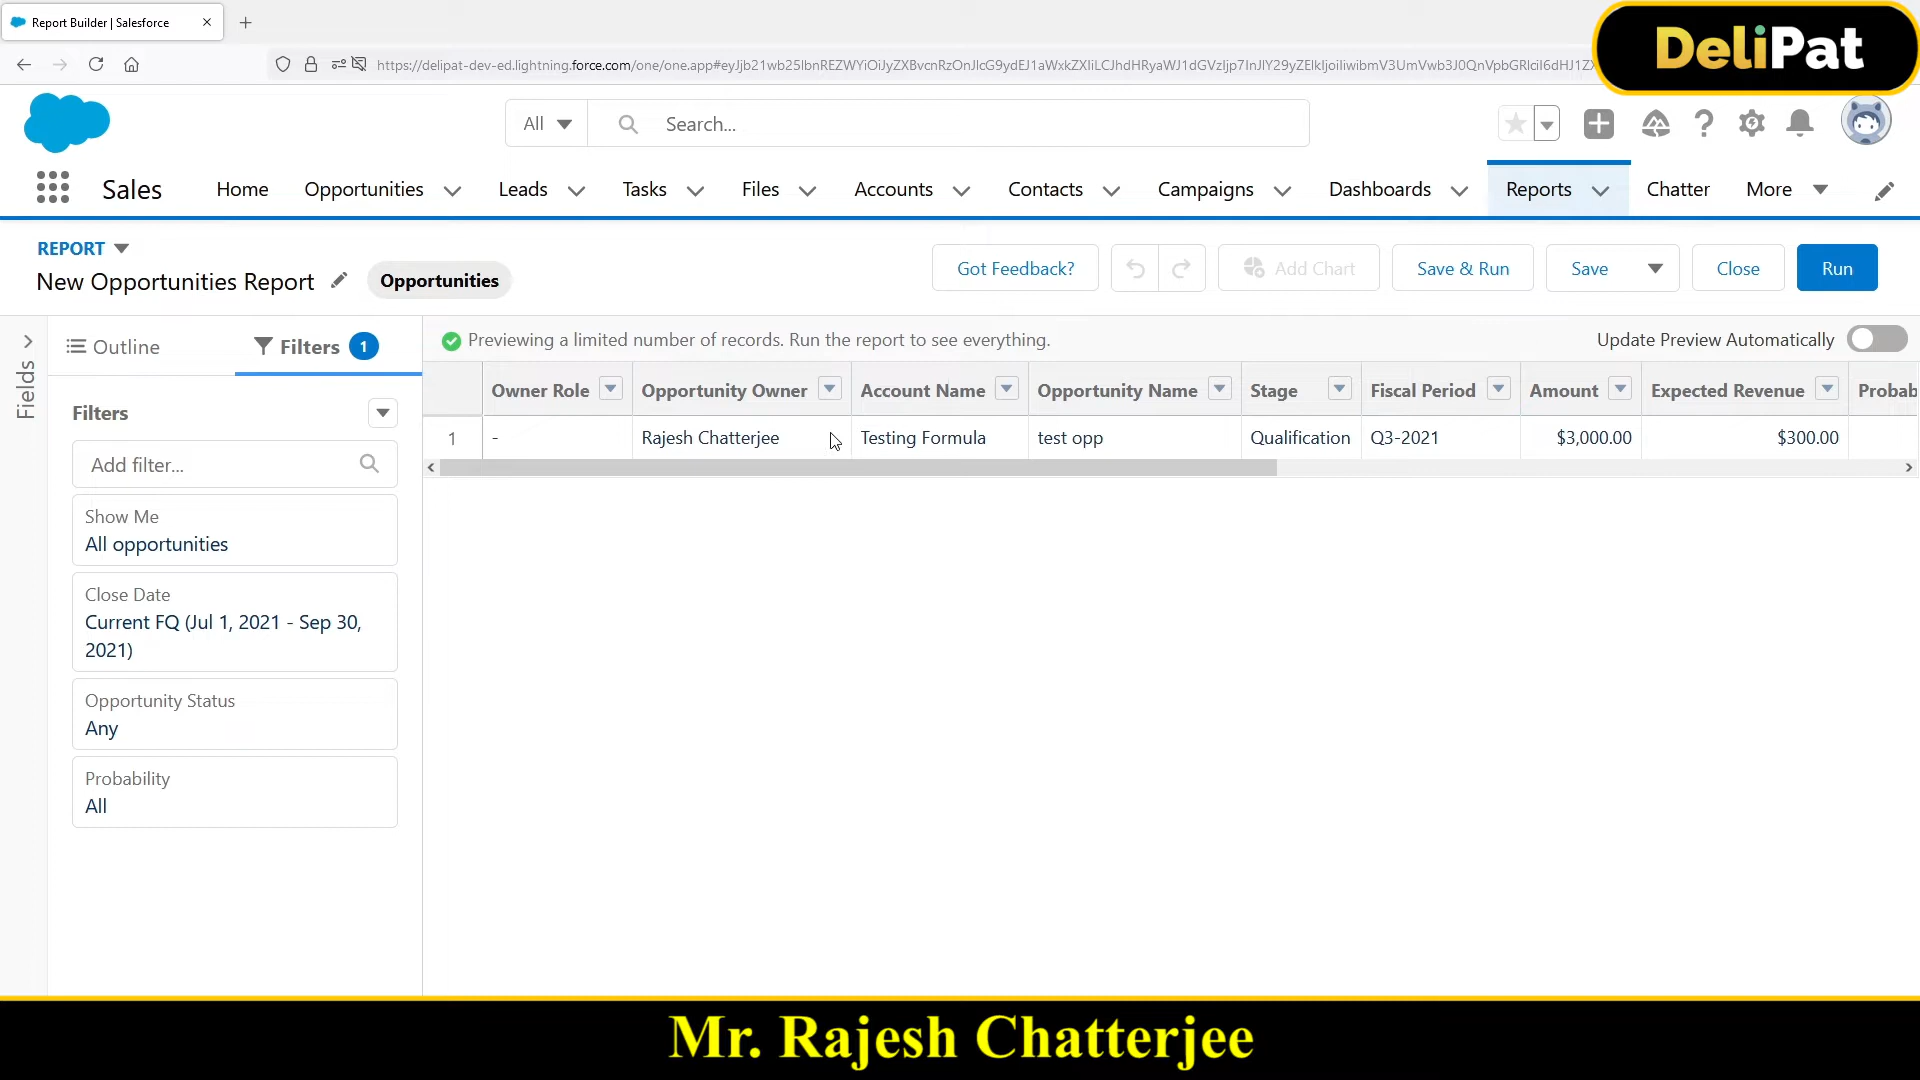 Report Builder | Salesforce
https://delipat-dev-ed.lightning.force.com/one/one.app#
DeliPat
All
Search...
Sales
Home
Opportunities
Leads
Tasks
Files
Accounts
Contacts
Campaigns
Dashboards
Reports
Chatter
More
REPORT
New Opportunities Report
Opportunities
Got Feedback?
Add Chart
Save & Run
Save
Close
Run
Fields
Outline
Filters 1
Previewing a limited number of records. Run the report to see everything.
Update Preview Automatically
Owner Role Opportunity Owner Account Name Opportunity Name Stage Fiscal Period Amount Expected Revenue Probab
1 - Rajesh Chatterjee Testing Formula test opp Qualification Q3-2021 $3,000.00 $300.00
Filters
Add filter...
Show Me
All opportunities
Close Date
Current FQ (Jul 1, 2021 - Sep 30,
2021)
Opportunity Status
Any
Probability
All
Mr. Rajesh Chatterjee